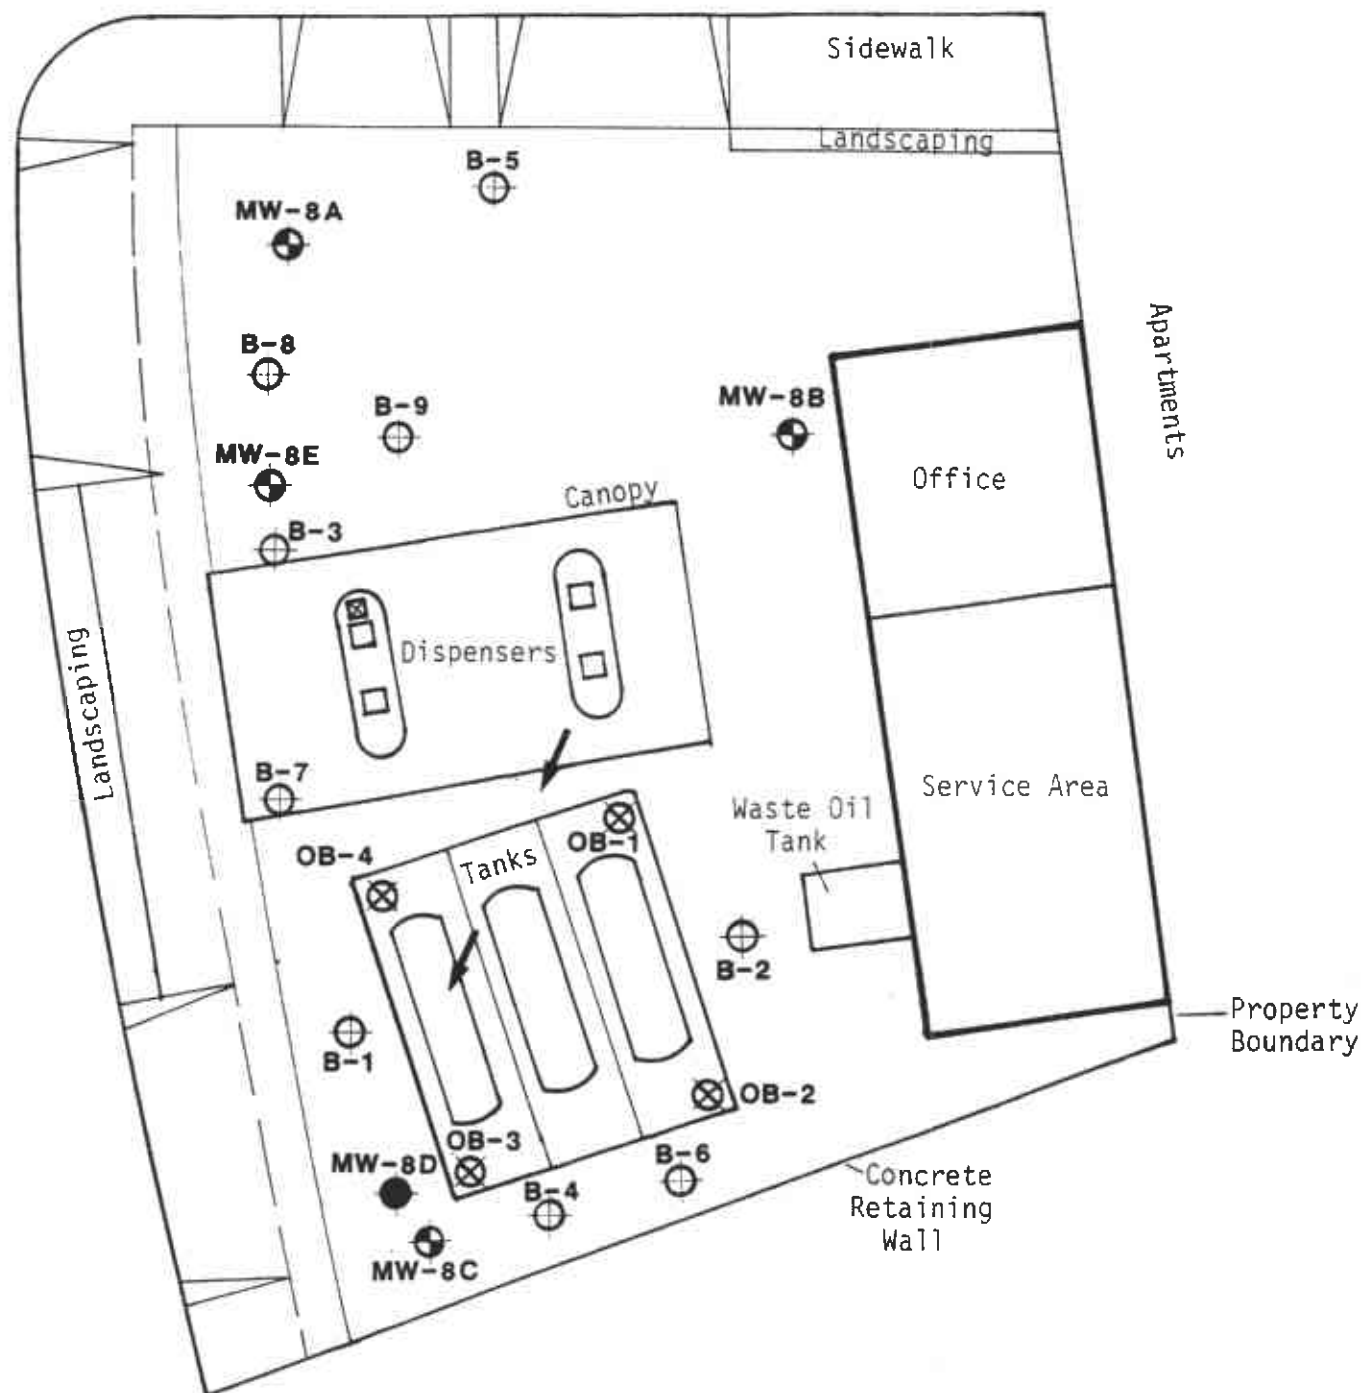 Sidewalk
Landscaping
B-5
MW-8A
Apartments
B-8
MW-8B
B-9
MW-8E
Office
Canopy
B-3
Dispensers
Landscaping
B-7
Service Area
Waste Oil
Tank
OB-4
OB-1
Tanks
B-2
Property
Boundary
B-1
OB-2
OB-3
MW-8D
B-6
B-4
Concrete
Retaining
Wall
MW-8C